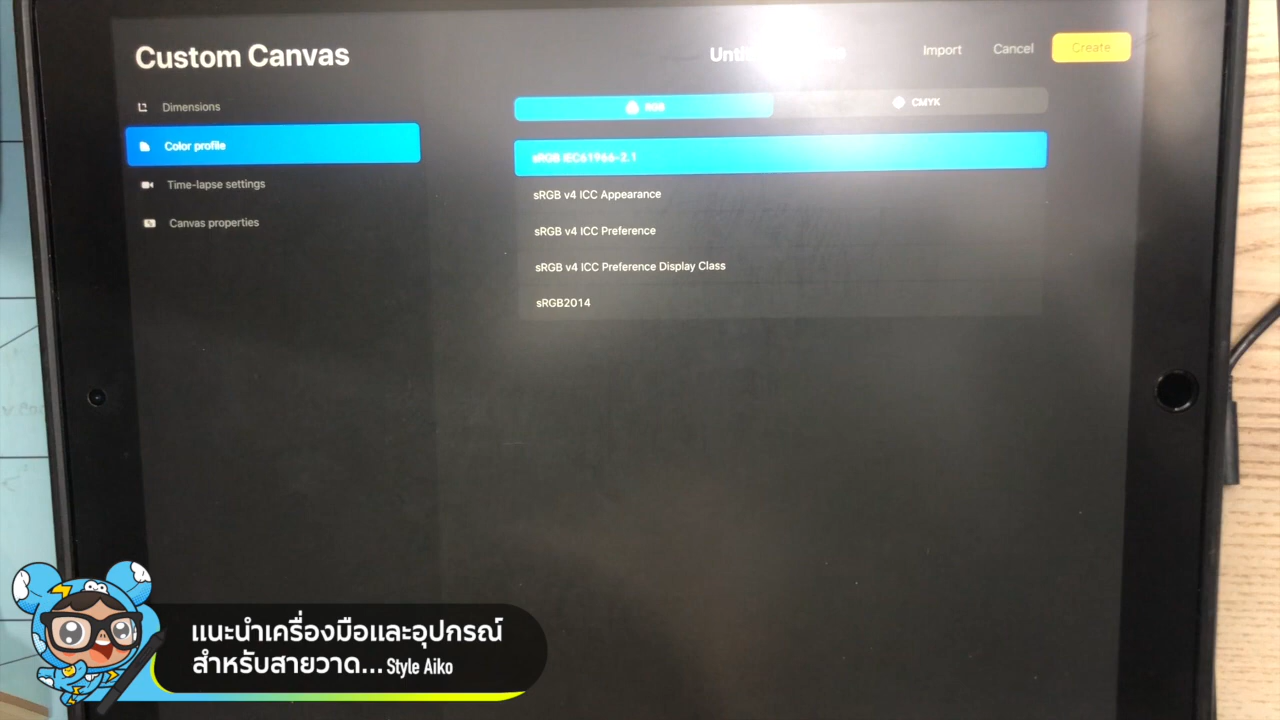 Custom Canvas
Import
Cancel
Create
Dimensions
Color profile
Time-lapse settings
Canvas properties
RGB
CMYK
sRGB IEC61966-2.1
sRGB v4 ICC Appearance
sRGB v4 ICC Preference
sRGB v4 ICC Preference Display Class
sRGB2014
แนะนำเครื่องมือและอุปกรณ์
สำหรับสายวาด...Style Aiko